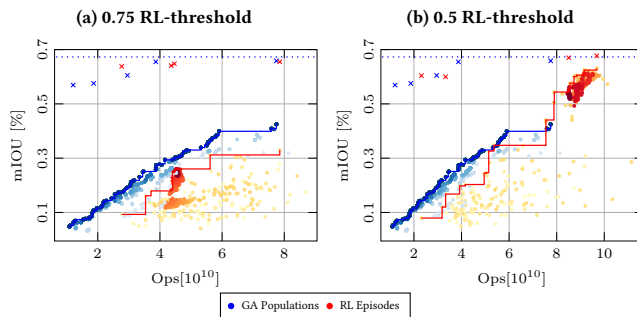 (a) 0.75 RL-threshold
(b) 0.5 RL-threshold
mIOU [%]
0.7
0.5
0.3
0.1
2
4
6
8
Ops[10^10]
mIOU [%]
0.7
0.5
0.3
0.1
2
4
6
8
10
Ops[10^10]
GA Populations
RL Episodes